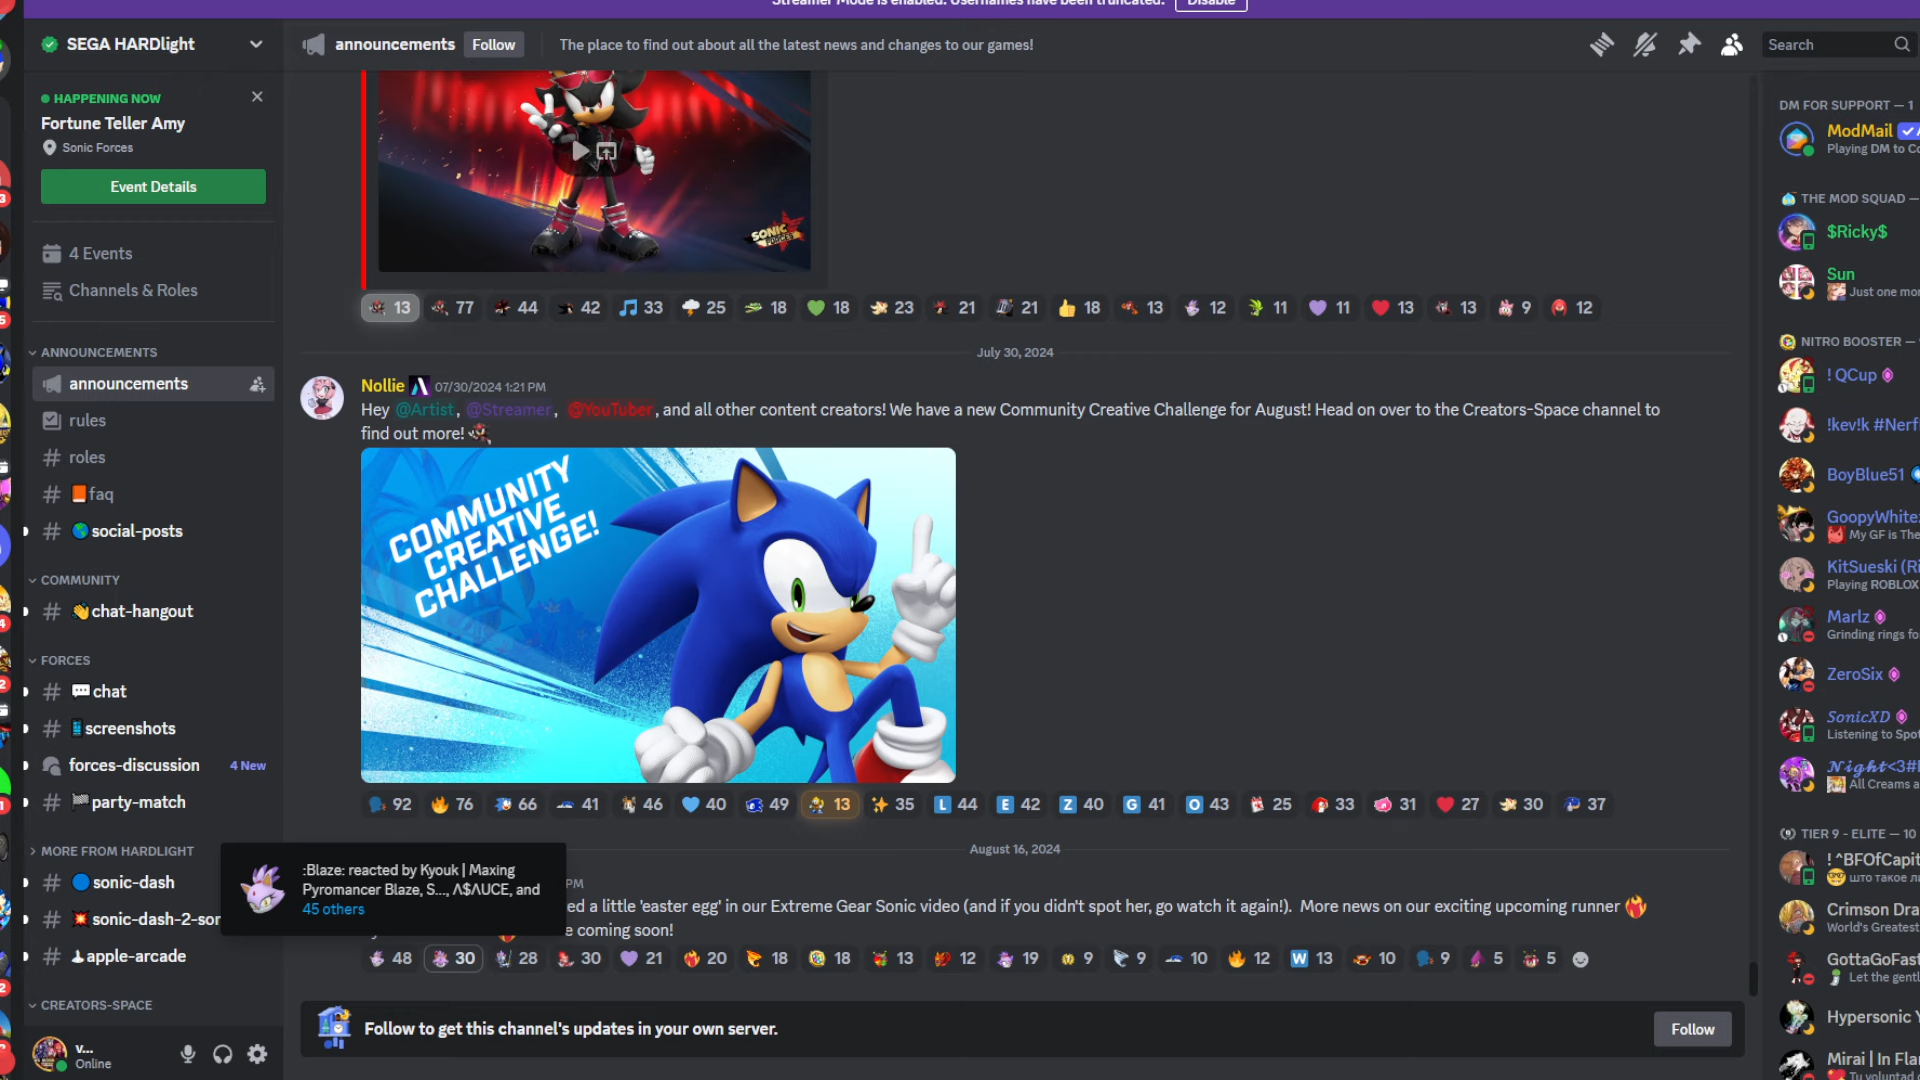 Streamer Mode is enabled. Usernames have been truncated.
Disable
SEGA HARDlight
announcements
Follow
The place to find out about all the latest news and changes to our games!
Search
HAPPENING NOW
Fortune Teller Amy
Sonic Forces
Event Details
4 Events
Channels & Roles
ANNOUNCEMENTS
announcements
rules
roles
faq
social-posts
COMMUNITY
chat-hangout
FORCES
chat
screenshots
forces-discussion
4 New
party-match
MORE FROM HARDLIGHT
sonic-dash
sonic-dash-2-sor
apple-arcade
CREATORS-SPACE
v...
Online
SONIC
FORCES
13 77 44 42 33 25 18 18 23 21 21 18 13 12 11 11 13 13 9 12
July 30, 2024
Nollie 07/30/2024 1:21 PM
Hey @Artist, @Streamer, @YouTuber, and all other content creators! We have a new Community Creative Challenge for August! Head on over to the Creators-Space channel to
find out more!
COMMUNITY
CREATIVE
CHALLENGE!
92 76 66 41 46 40 49 13 35 L 44 E 42 Z 40 G 41 O 43 25 33 31 27 30 37
August 16, 2024
:Blaze: reacted by Kyouk | Maxing
Pyromancer Blaze, S..., Λ$ΛUCE, and
45 others
PM
ed a little 'easter egg' in our Extreme Gear Sonic video (and if you didn't spot her, go watch it again!). More news on our exciting upcoming runner
e coming soon!
48 30 28 30 21 20 18 18 13 12 19 9 9 10 12 W 13 10 9 5 5
Follow to get this channel's updates in your own server.
Follow
DM FOR SUPPORT — 1
ModMail
Playing DM to Co
THE MOD SQUAD —
$Ricky$
Sun
Just one mor
NITRO BOOSTER —
! QCup
!kev!k #Nerf
BoyBlue51
GoopyWhite
My GF is The
KitSueski (Ri
Playing ROBLOX
Marlz
Grinding rings fo
ZeroSix
SonicXD
Listening to Spot
𝓝𝓲𝓰𝓱𝓽<3#
All Creams a
TIER 9 - ELITE — 10
! ^BFOfCapit
што такое ли
Crimson Dra
World's Greatest
GottaGoFast
Let the gentl
Hypersonic Y
Mirai | In Fla
Tu voluntad